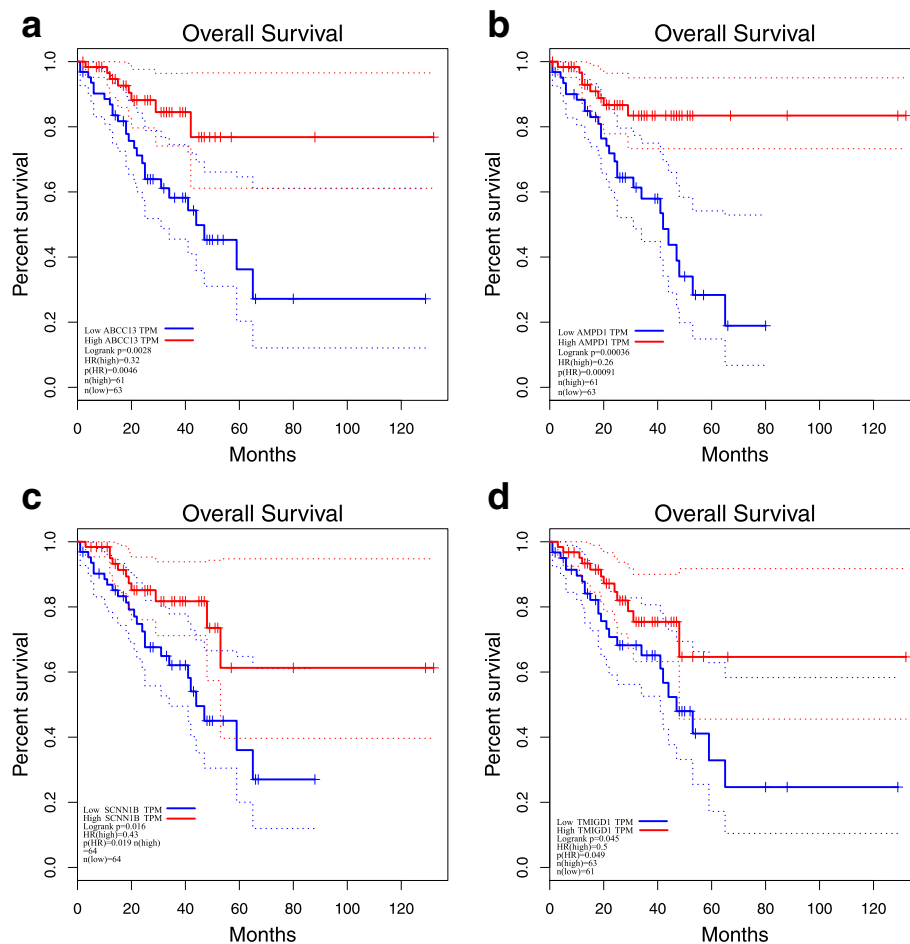 a
Overall Survival
Percent survival
1.0
0.8
0.6
0.4
0.2
0.0
Low ABCC13 TPM
High ABCC13 TPM
Logrank p=0.0028
HR(high)=0.32
p(HR)=0.0046
n(high)=61
n(low)=63
0 20 40 60 80 100 120
Months
b
Overall Survival
Percent survival
1.0
0.8
0.6
0.4
0.2
0.0
Low AMPD1 TPM
High AMPD1 TPM
Logrank p=0.00036
HR(high)=0.26
p(HR)=0.00091
n(high)=61
n(low)=63
0 20 40 60 80 100 120
Months
c
Overall Survival
Percent survival
1.0
0.8
0.6
0.4
0.2
0.0
Low SCNN1B TPM
High SCNN1B TPM
Logrank p=0.016
HR(high)=0.43
p(HR)=0.019 n(high)
=64
n(low)=64
0 20 40 60 80 100 120
Months
d
Overall Survival
Percent survival
1.0
0.8
0.6
0.4
0.2
0.0
Low TMIGD1 TPM
High TMIGD1 TPM
Logrank p=0.045
HR(high)=0.5
p(HR)=0.049
n(high)=63
n(low)=61
0 20 40 60 80 100 120
Months